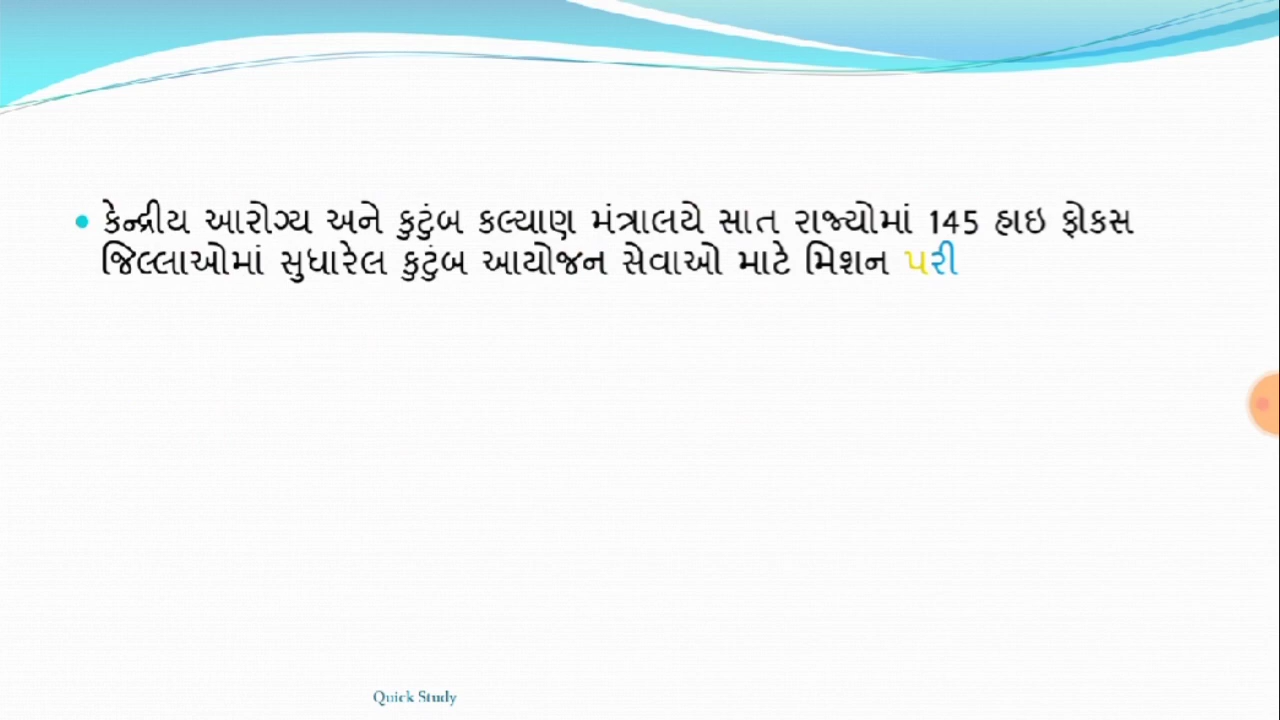 કેન્દ્રીય આરોગ્ય અને કુટુંબ કલ્યાણ મંત્રાલયે સાત રાજ્યોમાં 145 હાઇ ફોકસ
જિલ્લાઓમાં સુધારેલ કુટુંબ આયોજન સેવાઓ માટે મિશન પરી
Quick Study